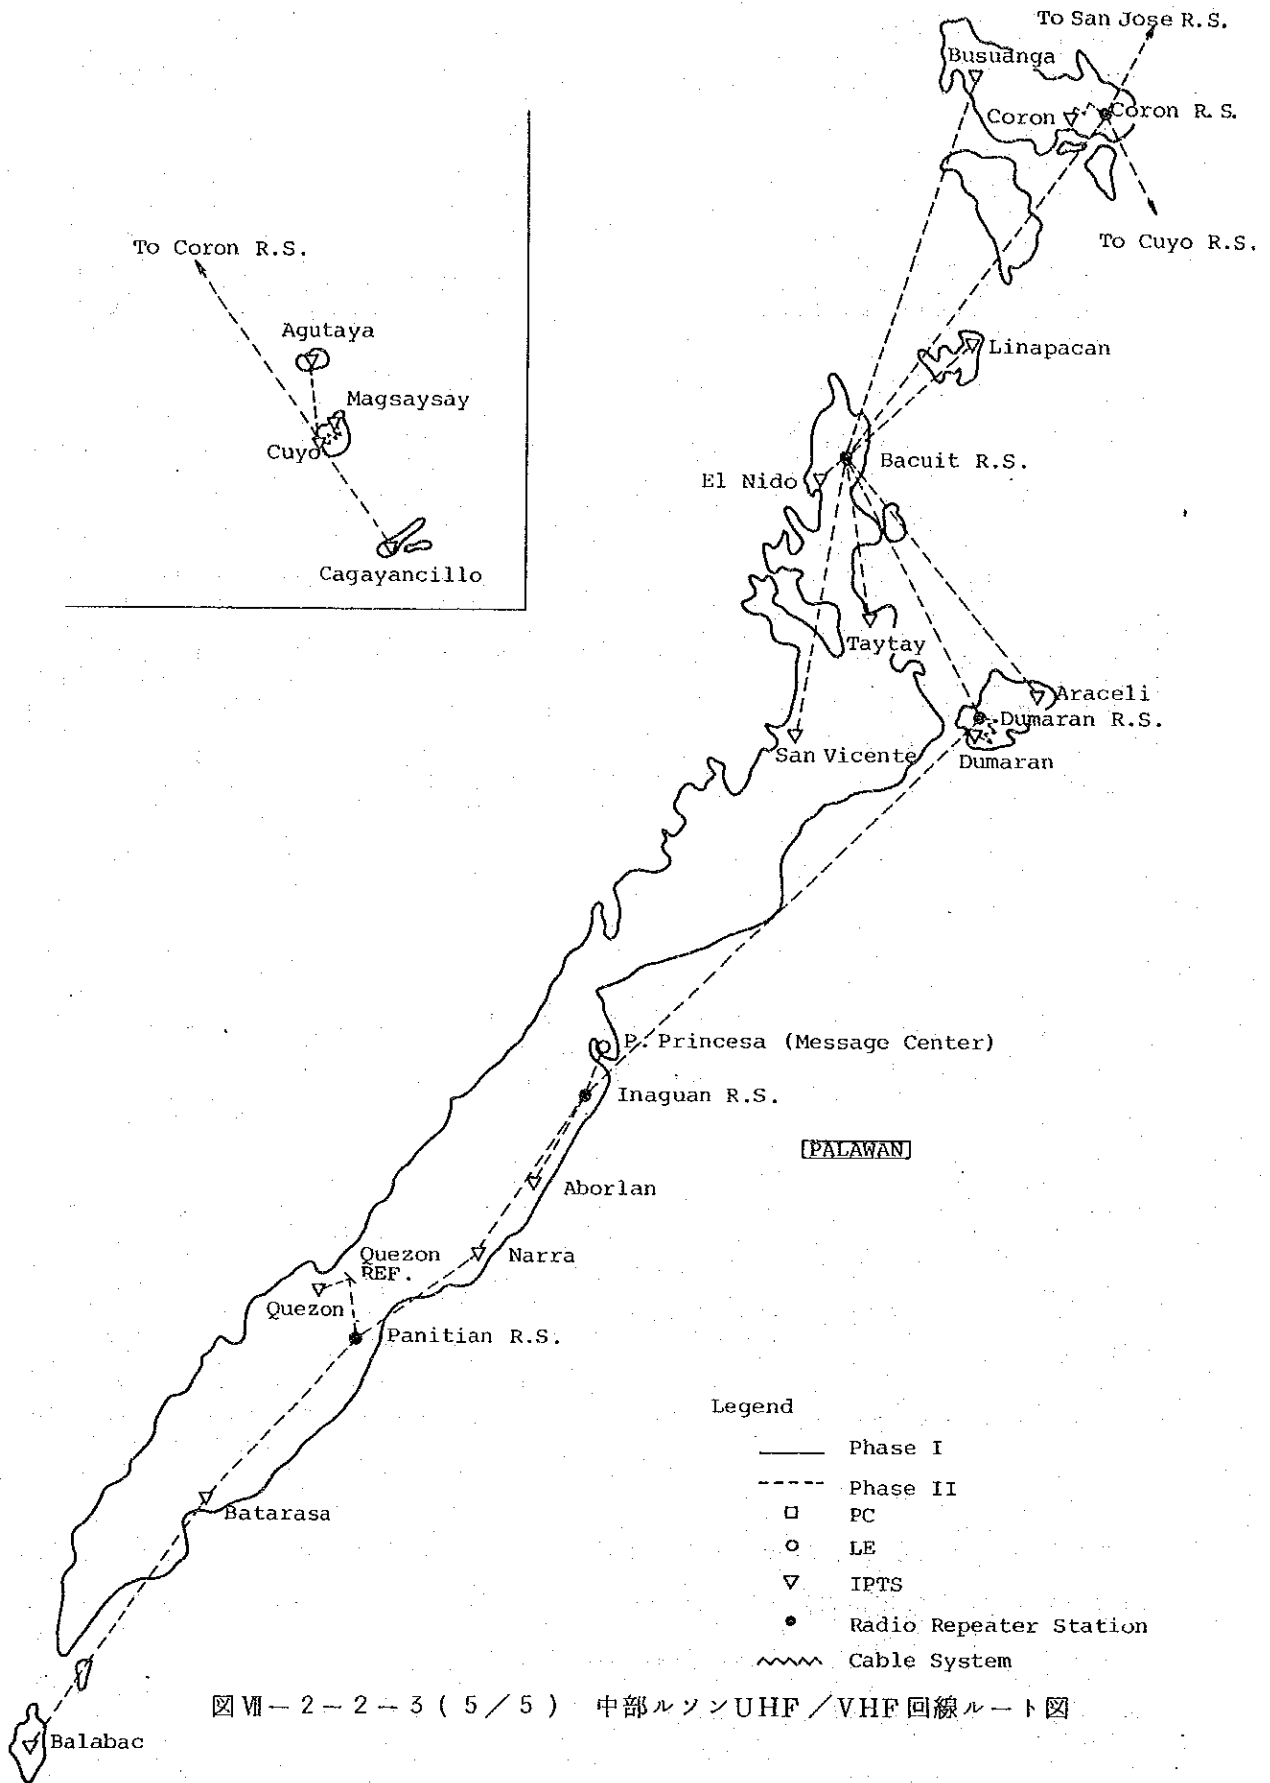 To San Jose R.S.
Busuanga
Coron
Coron R.S.
To Cuyo R.S.
To Coron R.S.
Agutaya
Magsaysay
Cuyo
Cagayancillo
Linapacan
Bacuit R.S.
El Nido
Taytay
Araceli
Dumaran R.S.
San Vicente
Dumaran
P. Princesa (Message Center)
Inaguan R.S.
[PALAWAN]
Aborlan
Narra
Quezon
REF.
Quezon
Panitian R.S.
Batarasa
Balabac
Legend
Phase I
Phase II
PC
LE
IPTS
Radio Repeater Station
Cable System
図Ⅶ-2-2-3(5/5) 中部ルソンUHF/VHF回線ルート図